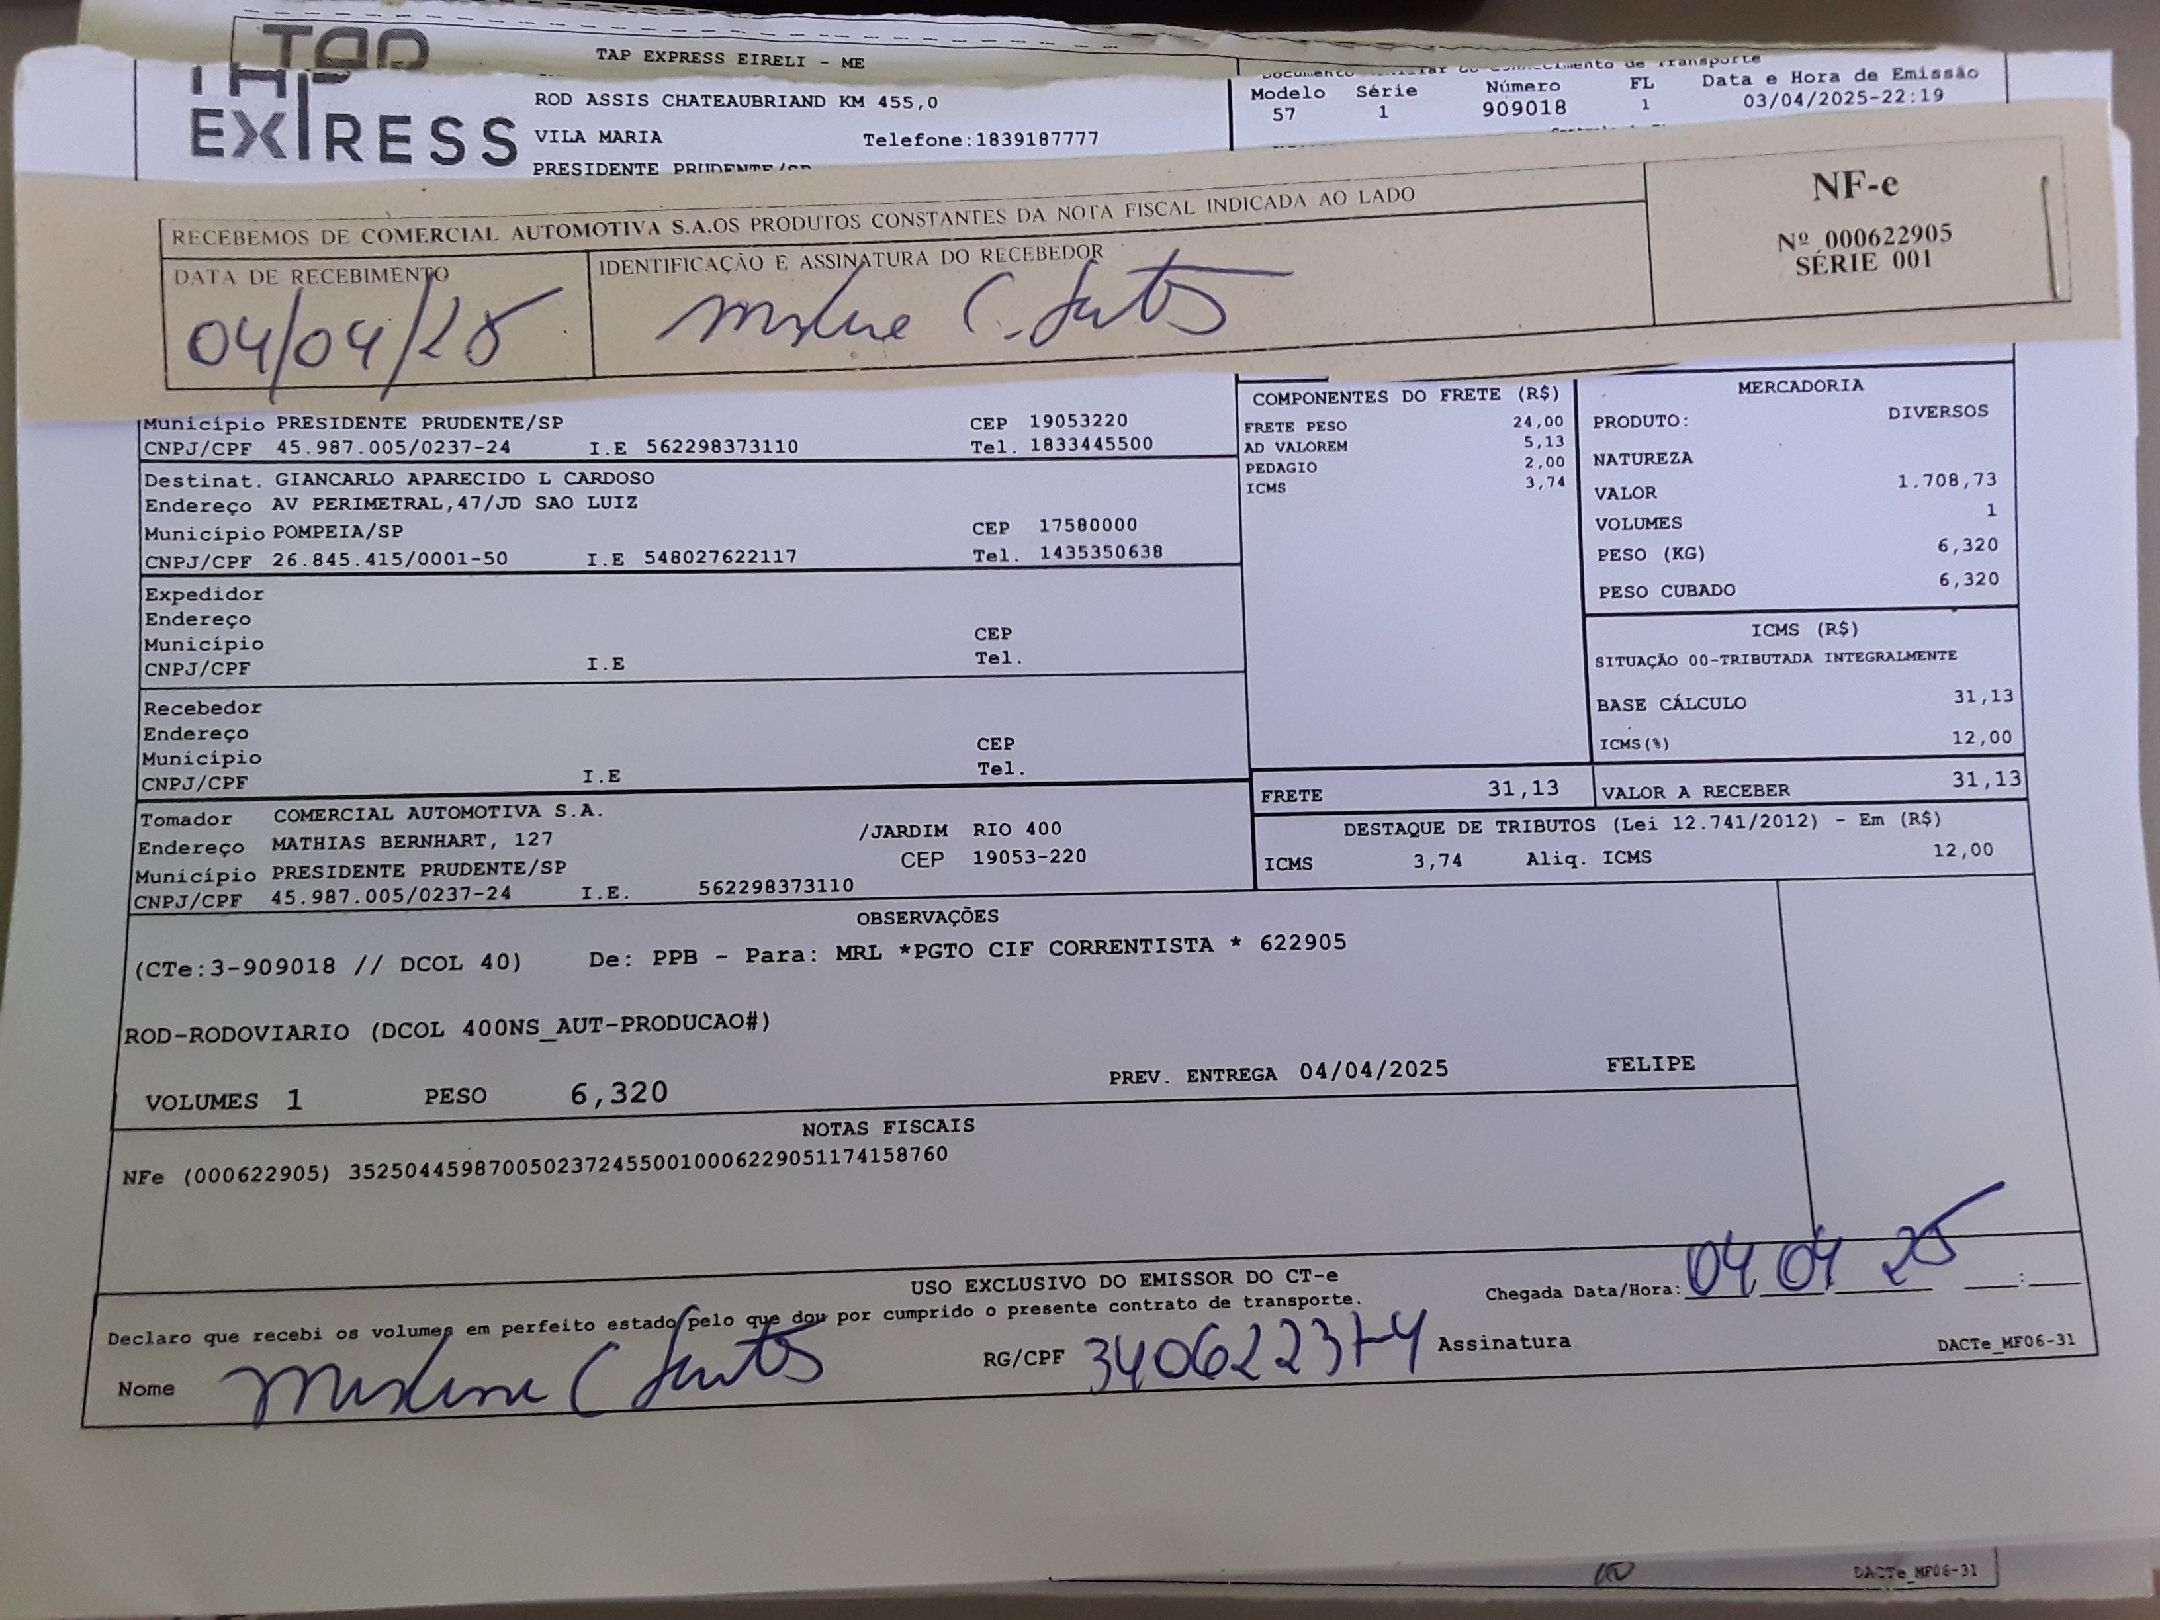 TAP
TAP EXPRESS EIRELI - ME
EXPRESS
ROD ASSIS CHATEAUBRIAND KM 455,0
VILA MARIA Telefone:1839187777
PRESIDENTE PRUDENTE/SP
Documento Auxiliar do Conhecimento de Transporte
Modelo Série Número FL Data e Hora de Emissão
57 1 909018 1 03/04/2025-22:19
RECEBEMOS DE COMERCIAL AUTOMOTIVA S.A.OS PRODUTOS CONSTANTES DA NOTA FISCAL INDICADA AO LADO
DATA DE RECEBIMENTO
04/04/25
IDENTIFICAÇÃO E ASSINATURA DO RECEBEDOR
C. Santos
NF-e
Nº 000622905
SÉRIE 001
Município PRESIDENTE PRUDENTE/SP CEP 19053220
CNPJ/CPF 45.987.005/0237-24 I.E 562298373110 Tel. 1833445500
Destinat. GIANCARLO APARECIDO L CARDOSO
Endereço AV PERIMETRAL,47/JD SAO LUIZ
Município POMPEIA/SP CEP 17580000
CNPJ/CPF 26.845.415/0001-50 I.E 548027622117 Tel. 1435350638
Expedidor
Endereço
Município CEP
CNPJ/CPF I.E Tel.
Recebedor
Endereço
Município CEP
CNPJ/CPF I.E Tel.
Tomador COMERCIAL AUTOMOTIVA S.A.
Endereço MATHIAS BERNHART, 127 /JARDIM RIO 400
Município PRESIDENTE PRUDENTE/SP CEP 19053-220
CNPJ/CPF 45.987.005/0237-24 I.E. 562298373110
COMPONENTES DO FRETE (R$)
FRETE PESO 24,00
AD VALOREM 5,13
PEDAGIO 2,00
ICMS 3,74
MERCADORIA
PRODUTO: DIVERSOS
NATUREZA
VALOR 1.708,73
VOLUMES 1
PESO (KG) 6,320
PESO CUBADO 6,320
ICMS (R$)
SITUAÇÃO 00-TRIBUTADA INTEGRALMENTE
BASE CÁLCULO 31,13
ICMS(%) 12,00
FRETE 31,13 VALOR A RECEBER 31,13
DESTAQUE DE TRIBUTOS (Lei 12.741/2012) - Em (R$)
ICMS 3,74 Aliq. ICMS 12,00
OBSERVAÇÕES
(CTe:3-909018 // DCOL 40) De: PPB - Para: MRL *PGTO CIF CORRENTISTA * 622905
ROD-RODOVIARIO (DCOL 400NS_AUT-PRODUCAO#)
VOLUMES 1 PESO 6,320 PREV. ENTREGA 04/04/2025 FELIPE
NOTAS FISCAIS
NFe (000622905) 35250445987005023724550010006229051174158760
USO EXCLUSIVO DO EMISSOR DO CT-e
Declaro que recebi os volumes em perfeito estado pelo que dou por cumprido o presente contrato de transporte.
Chegada Data/Hora: 04 04 25 :
Nome C Santos RG/CPF 34062237-4 Assinatura
DACTe_MF06-31
DACTe_MF06-31